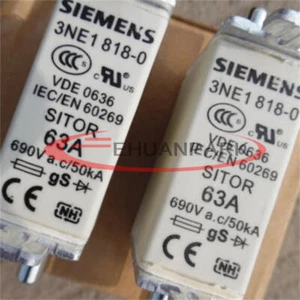 SIEMENS
3NE1 818-0
VDE 0636
IEC/EN 60269
SITOR
63A
690V a.c/50kA
gS
CE
NH
SIEMENS
3NE1 818-0
VDE 0636
IEC/EN 60269
SITOR
63A
690V a.c/50kA
gS
CE
NH